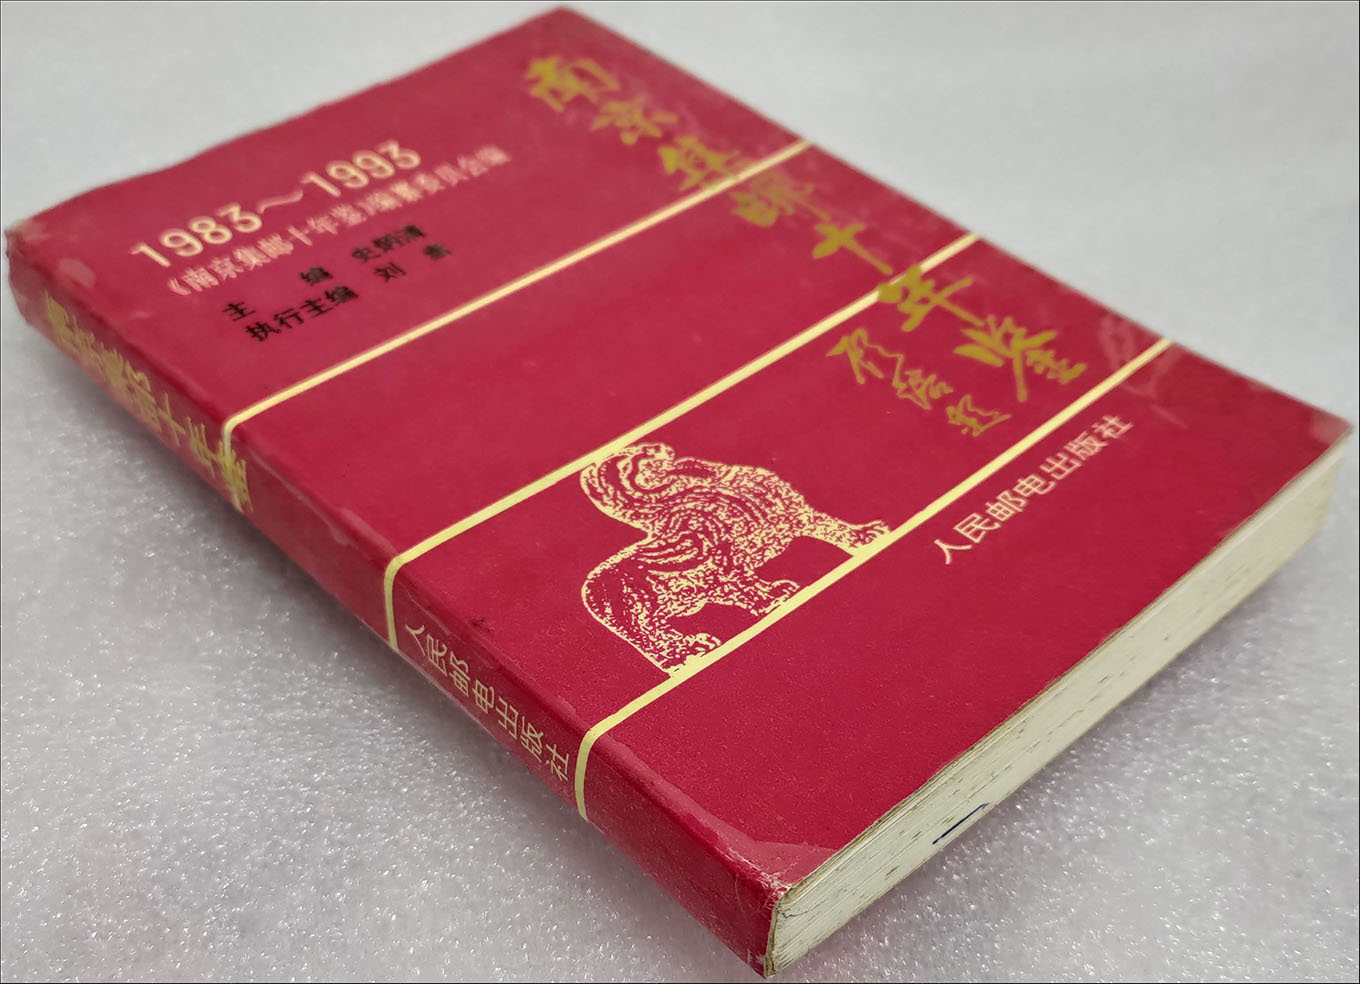 1983～1993
《南京集邮十年鉴》编纂委员会编
主 编 史炳清
执行主编 刘
南京集邮十年鉴
题
人民邮电出版社
南京集邮十年鉴
人民邮电出版社